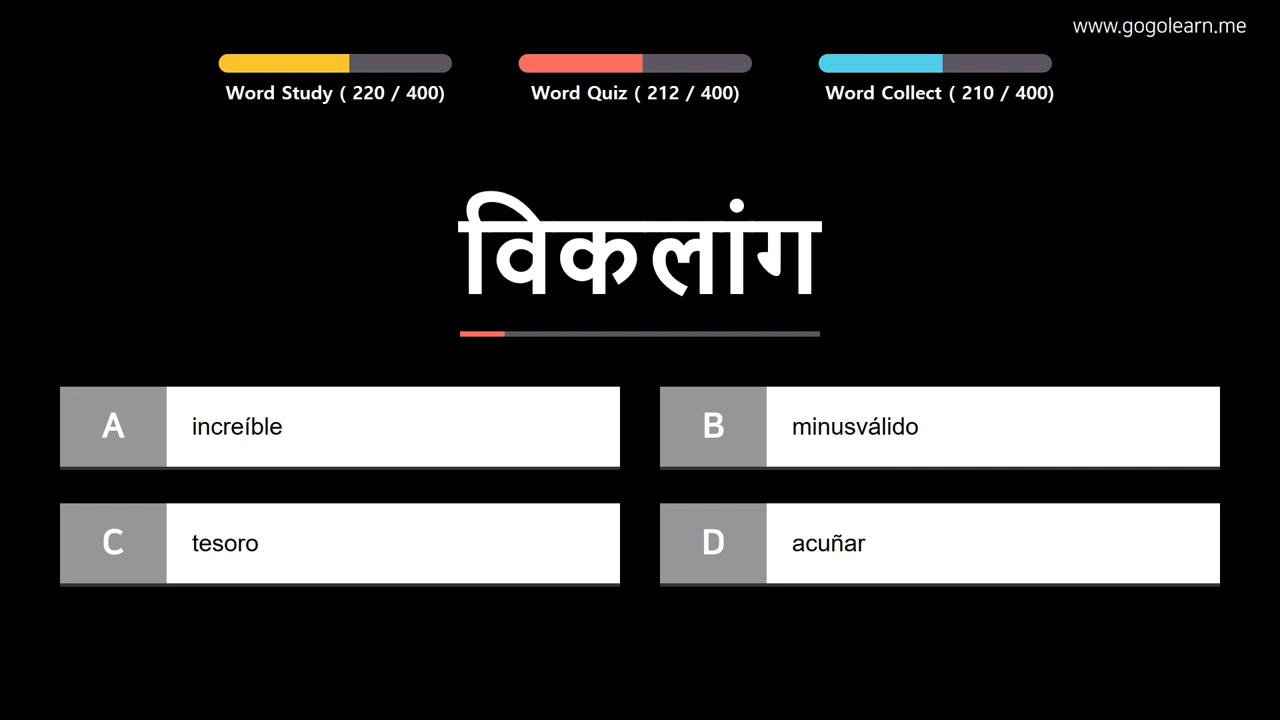 www.gogolearn.me
Word Study ( 220 / 400)
Word Quiz ( 212 / 400)
Word Collect ( 210 / 400)
विकलांग
A increíble
B minusválido
C tesoro
D acuñar